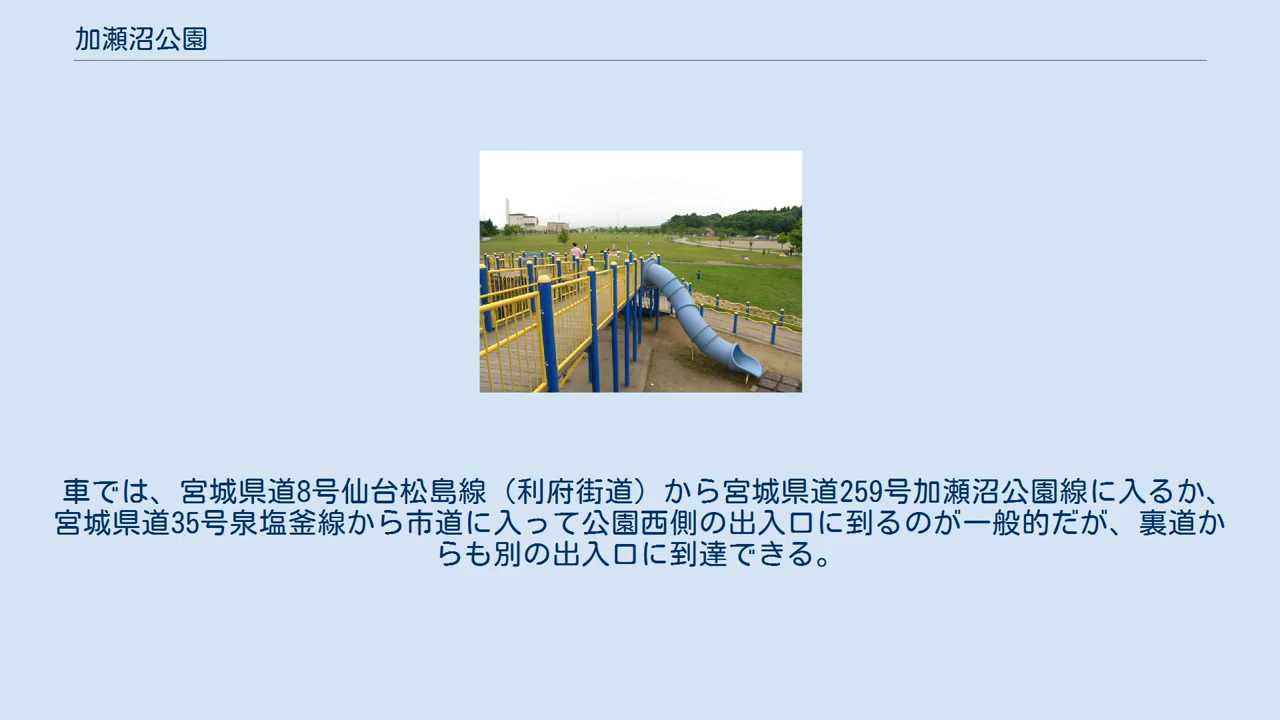 加瀬沼公園
車では、宮城県道8号仙台松島線（利府街道）から宮城県道259号加瀬沼公園線に入るか、
宮城県道35号泉塩釜線から市道に入って公園西側の出入口に到るのが一般的だが、裏道か
らも別の出入口に到達できる。